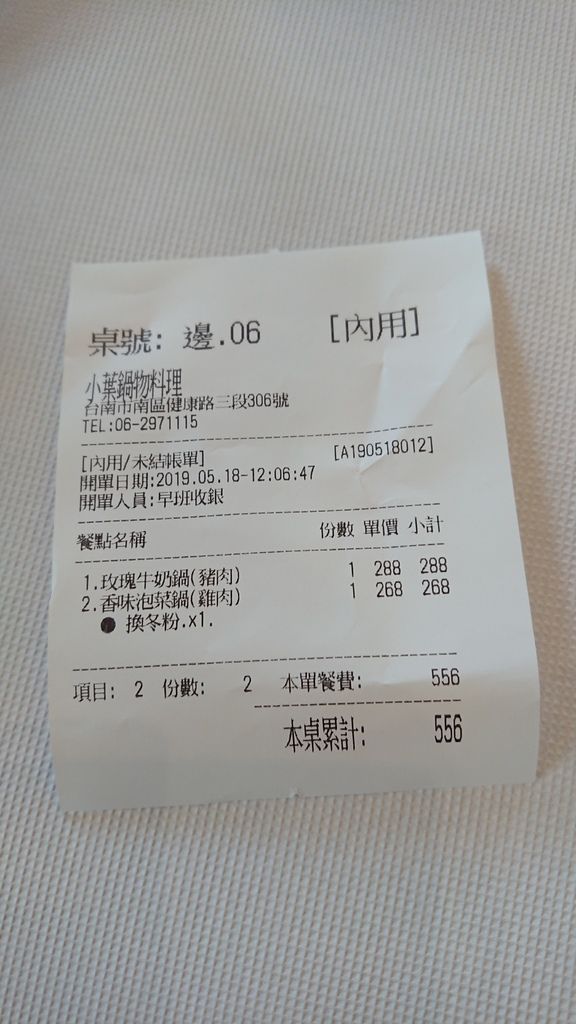 桌號: 邊.06 [內用]
小葉鍋物料理
台南市南區健康路三段306號
TEL:06-2971115
[內用/未結帳單] [A190518012]
開單日期:2019.05.18-12:06:47
開單人員:早班收銀
餐點名稱 份數 單價 小計
1.玫瑰牛奶鍋(豬肉) 1 288 288
2.香味泡菜鍋(雞肉) 1 268 268
● 換冬粉.x1.
項目: 2 份數: 2 本單餐費: 556
本桌累計: 556